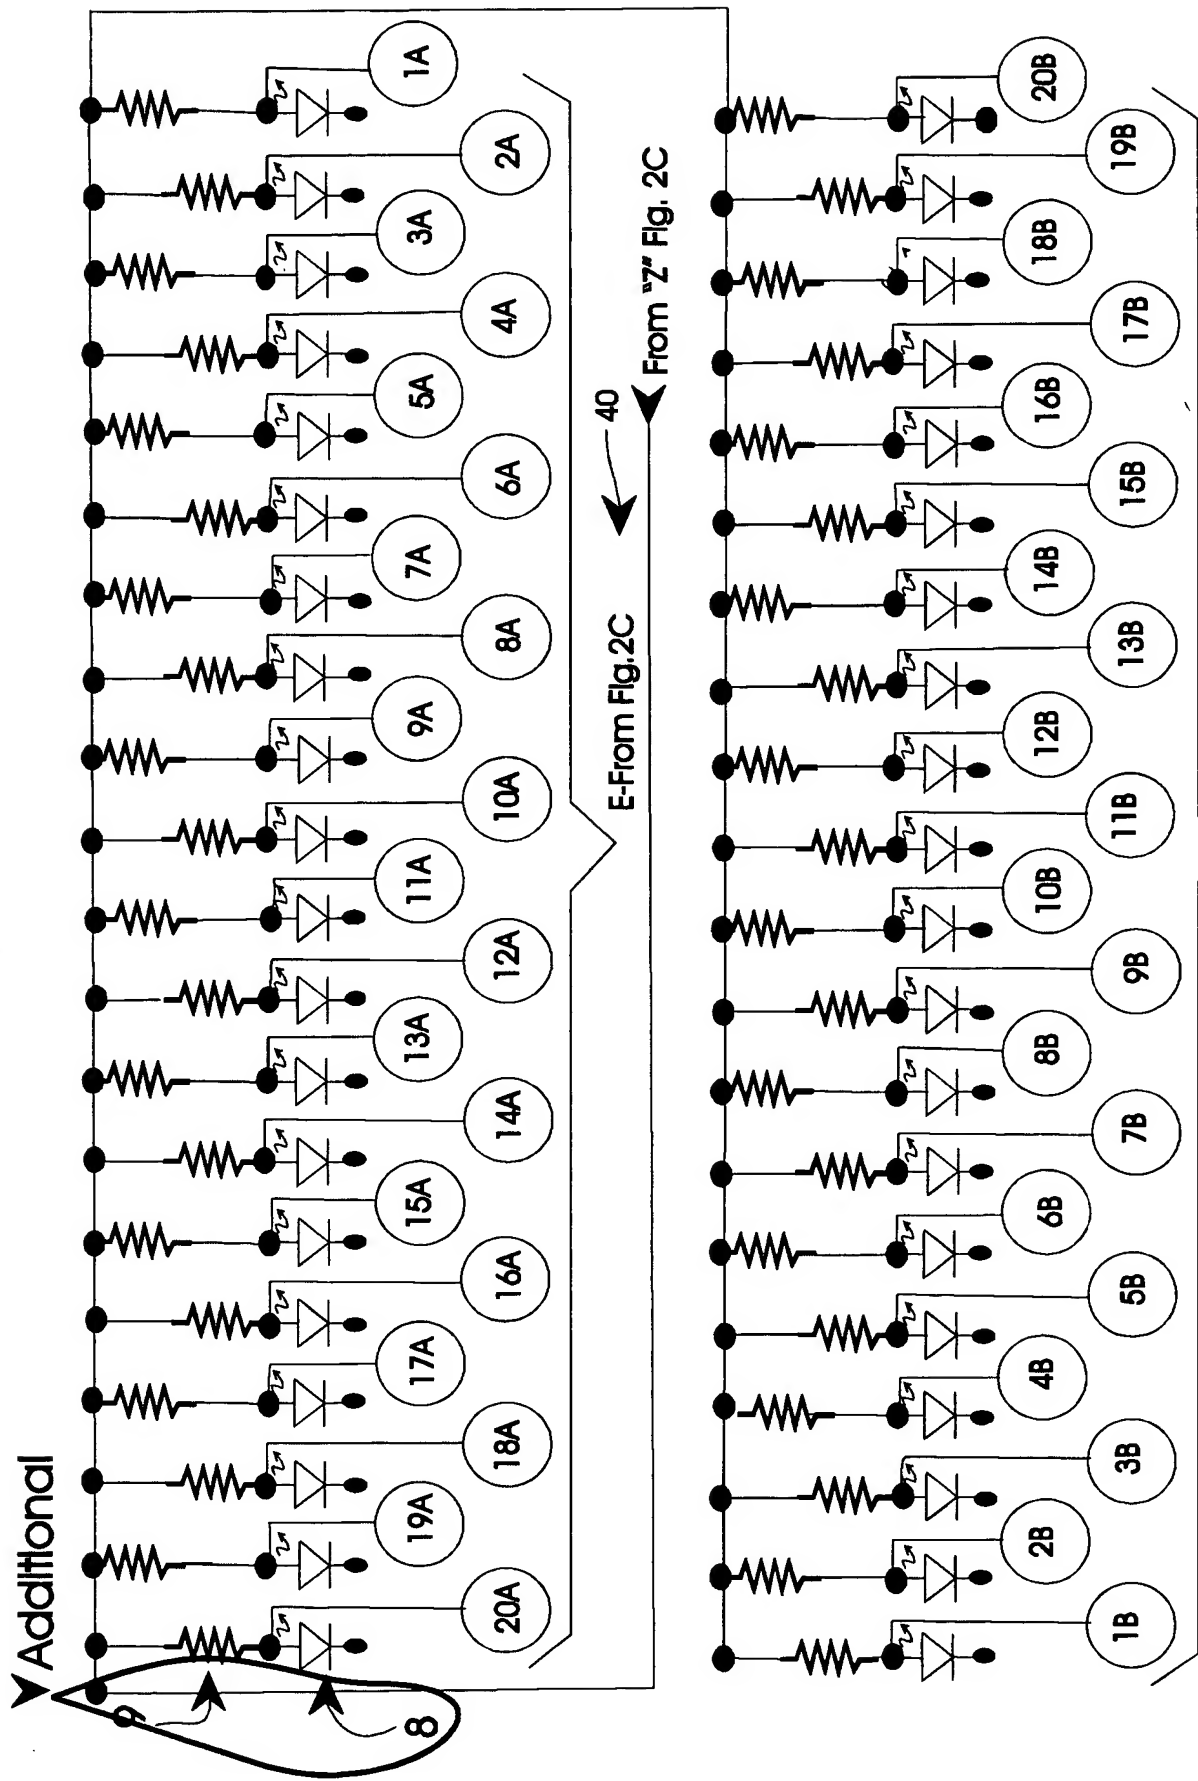 Additional
9
8
20A
19A
18A
17A
16A
15A
14A
13A
12A
11A
10A
9A
8A
7A
6A
5A
4A
3A
2A
1A
E-From Fig.2C
40
From "Z" Fig. 2C
1B
2B
3B
4B
5B
6B
7B
8B
9B
10B
11B
12B
13B
14B
15B
16B
17B
18B
19B
20B